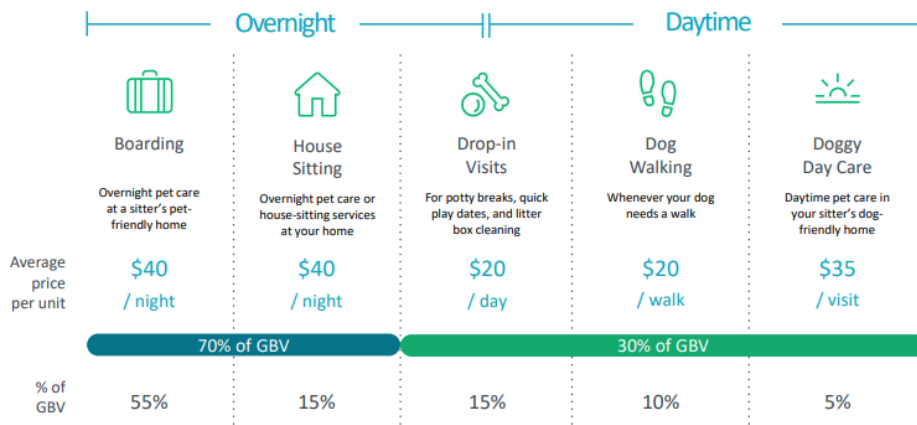 Overnight
Daytime
Boarding
House
Sitting
Drop-in
Visits
Dog
Walking
Doggy
Day Care
Overnight pet care
at a sitter's pet-
friendly home
Overnight pet care or
house-sitting services
at your home
For potty breaks, quick
play dates, and litter
box cleaning
Whenever your dog
needs a walk
Daytime pet care in
your sitter's dog-
friendly home
Average
price
per unit
$40
/ night
$40
/ night
$20
/ day
$20
/ walk
$35
/ visit
70% of GBV
30% of GBV
% of
GBV
55%
15%
15%
10%
5%